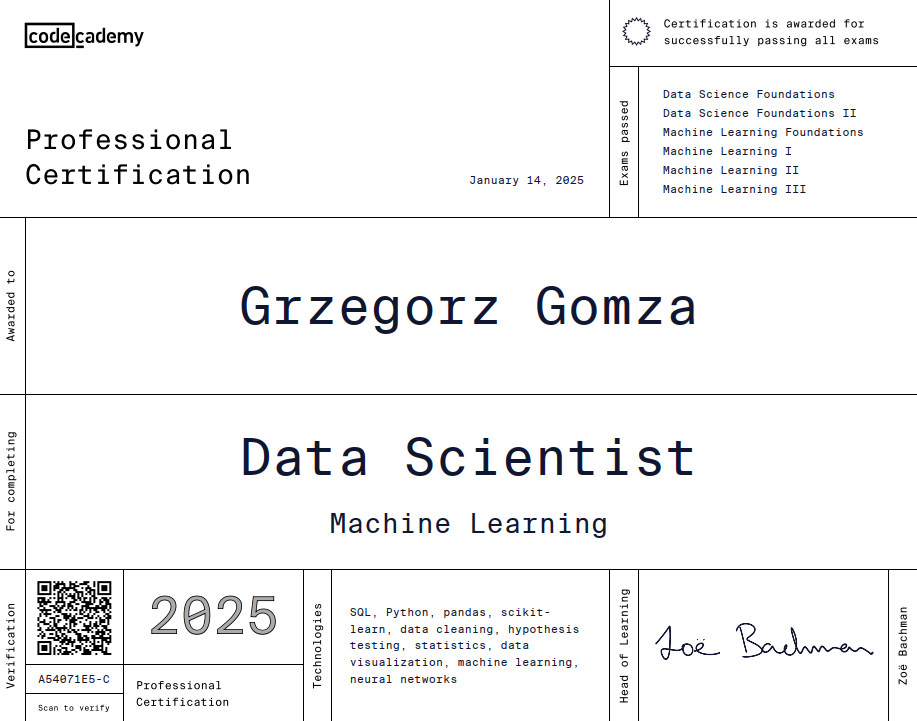 codecademy
Certification is awarded for
successfully passing all exams
Professional
Certification
January 14, 2025
Exams passed
Data Science Foundations
Data Science Foundations II
Machine Learning Foundations
Machine Learning I
Machine Learning II
Machine Learning III
Awarded to
Grzegorz Gomza
For completing
Data Scientist
Machine Learning
Verification
A54071E5-C
Scan to verify
2025
Professional
Certification
Technologies
SQL, Python, pandas, scikit-
learn, data cleaning, hypothesis
testing, statistics, data
visualization, machine learning,
neural networks
Head of Learning
Zoë Bachman
Zoë Bachman